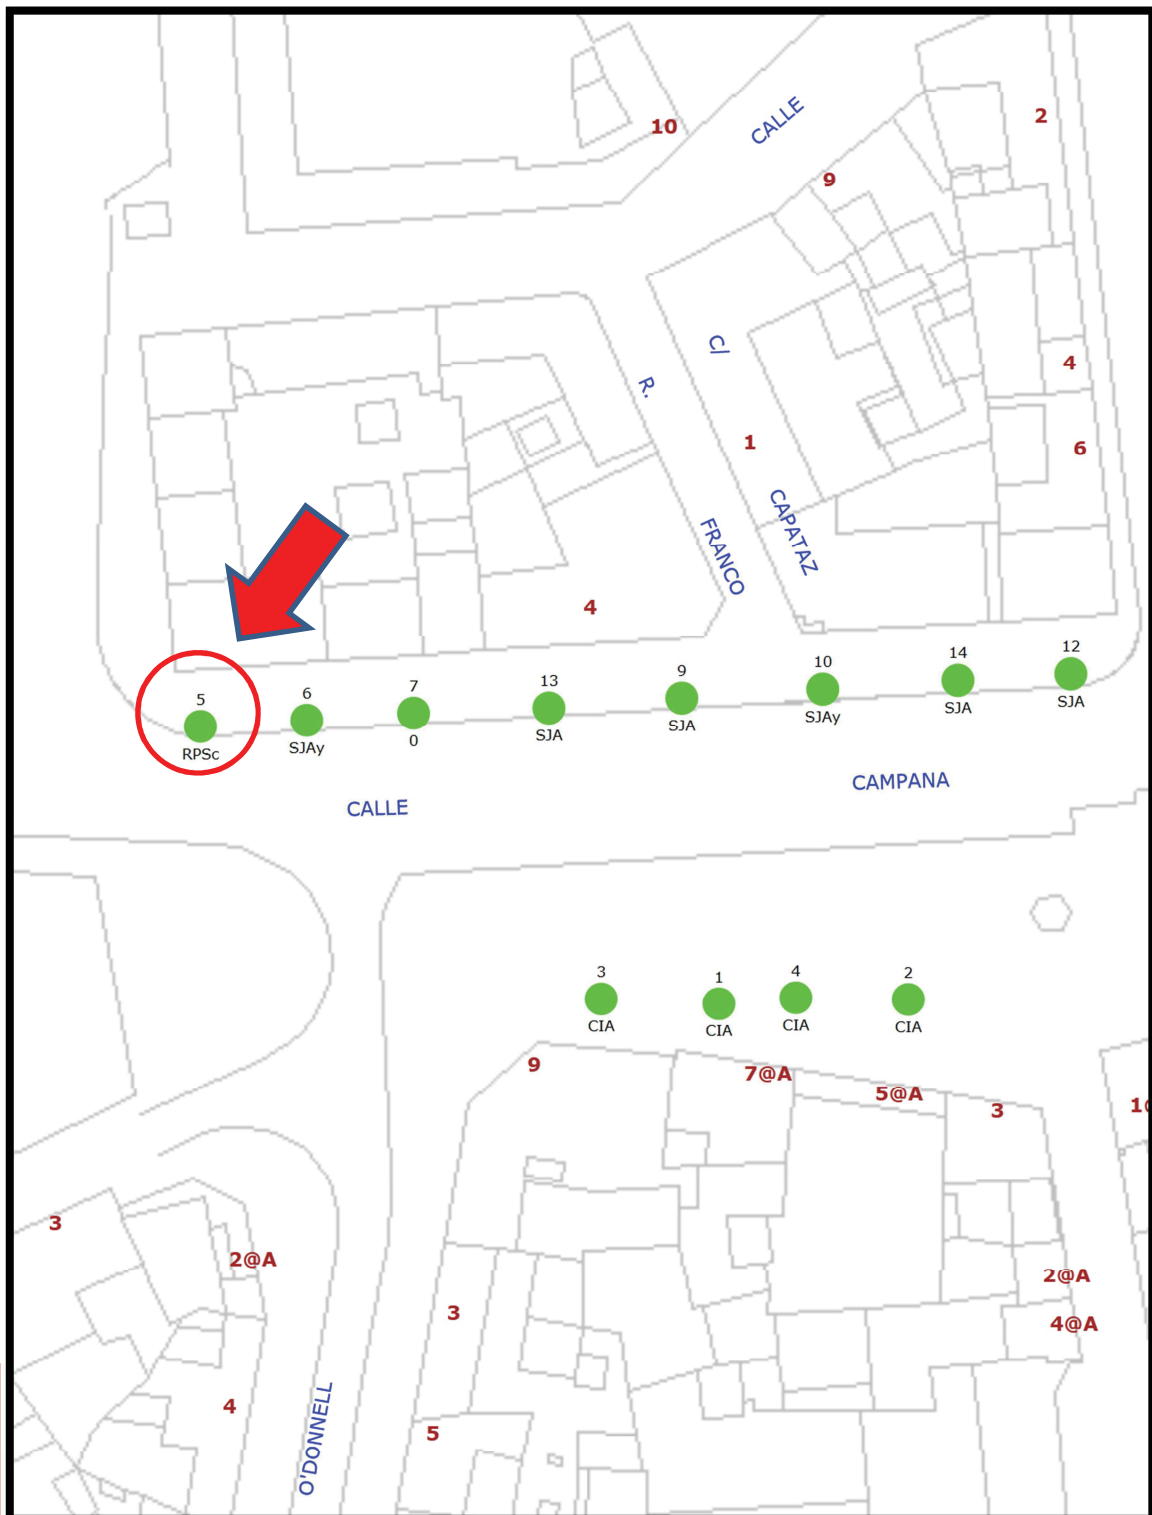 10
CALLE
2
9
C/
R.
4
1
6
CAPATAZ
FRANCO
4
5
RPSc
6
SJAy
7
0
13
SJA
9
SJA
10
SJAy
14
SJA
12
SJA
CALLE
CAMPANA
3
CIA
1
CIA
4
CIA
2
CIA
9
7@A
5@A
3
3
2@A
2@A
3
4@A
4
5
O'DONNELL